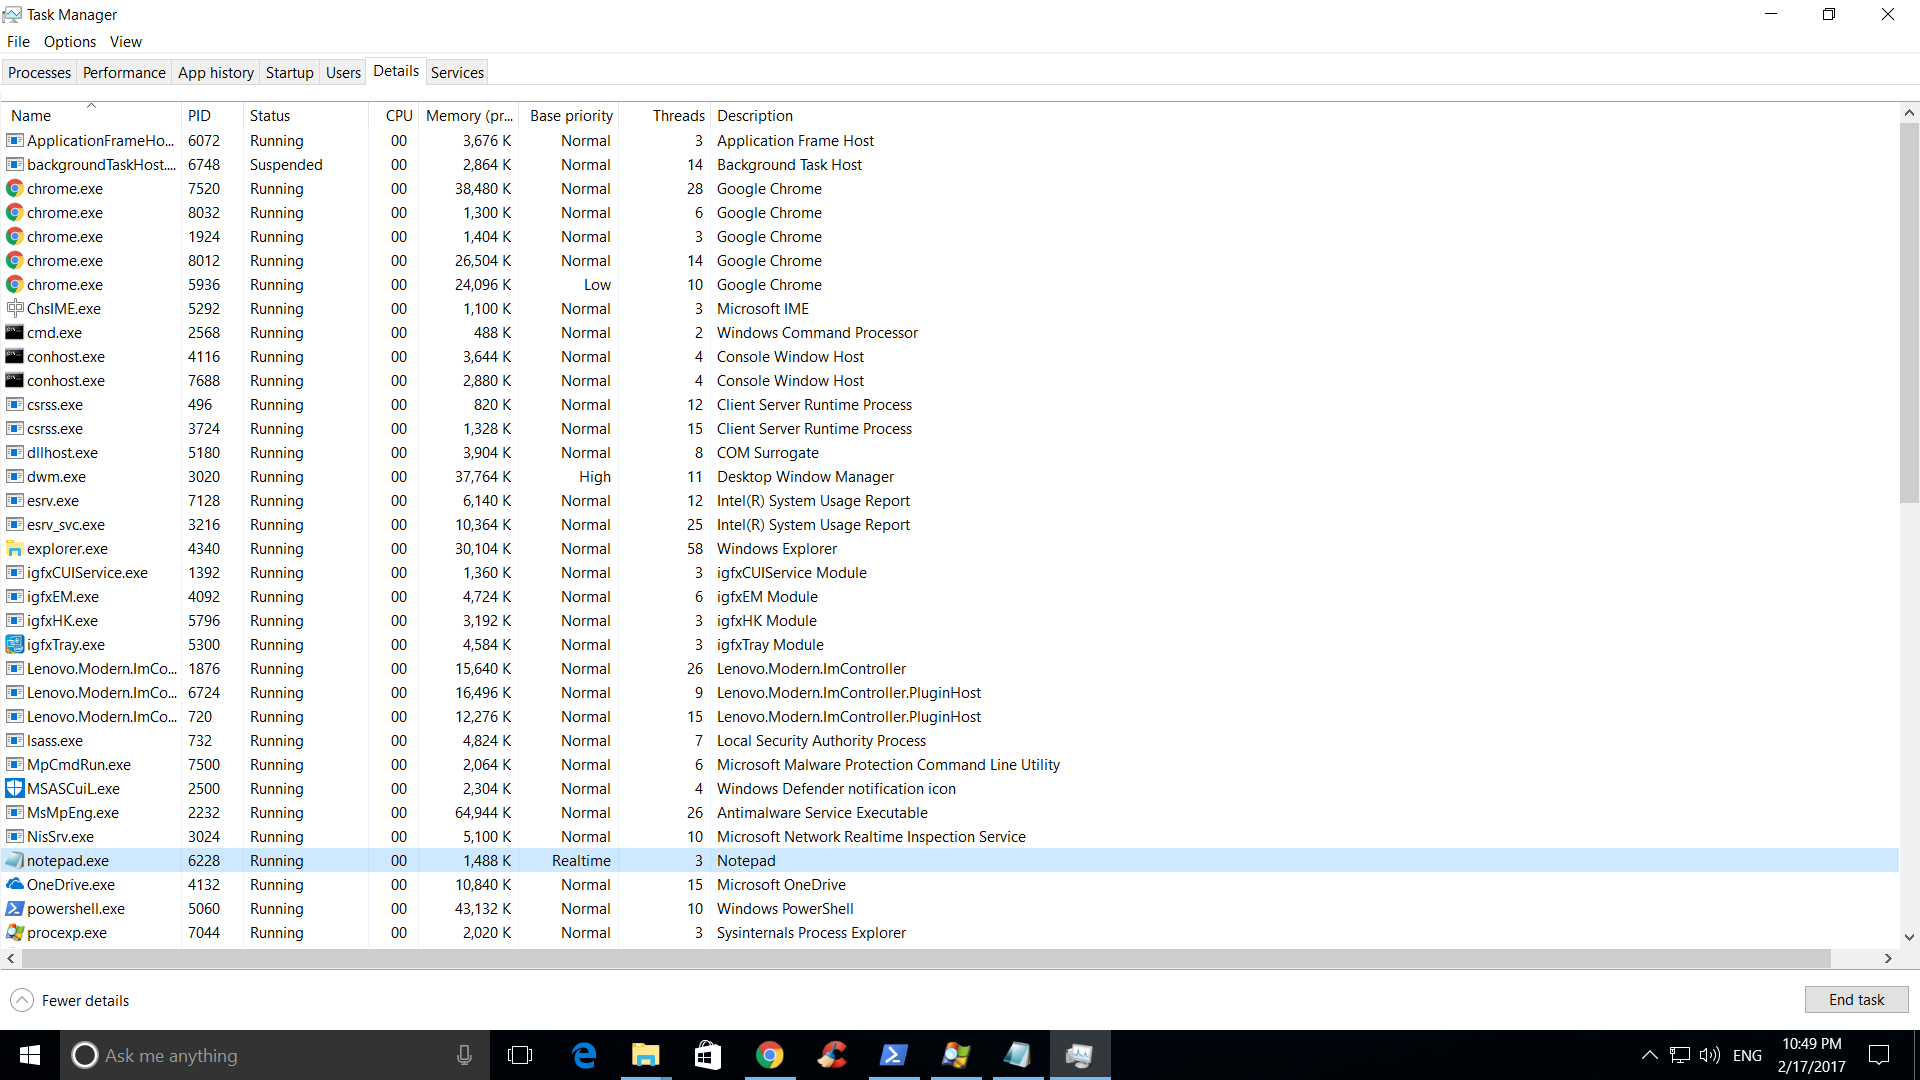 Task Manager
File Options View
Processes Performance App history Startup Users Details Services
Name PID Status CPU Memory (pr... Base priority Threads Description
ApplicationFrameHo... 6072 Running 00 3,676 K Normal 3 Application Frame Host
backgroundTaskHost.... 6748 Suspended 00 2,864 K Normal 14 Background Task Host
chrome.exe 7520 Running 00 38,480 K Normal 28 Google Chrome
chrome.exe 8032 Running 00 1,300 K Normal 6 Google Chrome
chrome.exe 1924 Running 00 1,404 K Normal 3 Google Chrome
chrome.exe 8012 Running 00 26,504 K Normal 14 Google Chrome
chrome.exe 5936 Running 00 24,096 K Low 10 Google Chrome
ChsIME.exe 5292 Running 00 1,100 K Normal 3 Microsoft IME
cmd.exe 2568 Running 00 488 K Normal 2 Windows Command Processor
conhost.exe 4116 Running 00 3,644 K Normal 4 Console Window Host
conhost.exe 7688 Running 00 2,880 K Normal 4 Console Window Host
csrss.exe 496 Running 00 820 K Normal 12 Client Server Runtime Process
csrss.exe 3724 Running 00 1,328 K Normal 15 Client Server Runtime Process
dllhost.exe 5180 Running 00 3,904 K Normal 8 COM Surrogate
dwm.exe 3020 Running 00 37,764 K High 11 Desktop Window Manager
esrv.exe 7128 Running 00 6,140 K Normal 12 Intel(R) System Usage Report
esrv_svc.exe 3216 Running 00 10,364 K Normal 25 Intel(R) System Usage Report
explorer.exe 4340 Running 00 30,104 K Normal 58 Windows Explorer
igfxCUIService.exe 1392 Running 00 1,360 K Normal 3 igfxCUIService Module
igfxEM.exe 4092 Running 00 4,724 K Normal 6 igfxEM Module
igfxHK.exe 5796 Running 00 3,192 K Normal 3 igfxHK Module
igfxTray.exe 5300 Running 00 4,584 K Normal 3 igfxTray Module
Lenovo.Modern.ImCo... 1876 Running 00 15,640 K Normal 26 Lenovo.Modern.ImController
Lenovo.Modern.ImCo... 6724 Running 00 16,496 K Normal 9 Lenovo.Modern.ImController.PluginHost
Lenovo.Modern.ImCo... 720 Running 00 12,276 K Normal 15 Lenovo.Modern.ImController.PluginHost
lsass.exe 732 Running 00 4,824 K Normal 7 Local Security Authority Process
MpCmdRun.exe 7500 Running 00 2,064 K Normal 6 Microsoft Malware Protection Command Line Utility
MSASCuiL.exe 2500 Running 00 2,304 K Normal 4 Windows Defender notification icon
MsMpEng.exe 2232 Running 00 64,944 K Normal 26 Antimalware Service Executable
NisSrv.exe 3024 Running 00 5,100 K Normal 10 Microsoft Network Realtime Inspection Service
notepad.exe 6228 Running 00 1,488 K Realtime 3 Notepad
OneDrive.exe 4132 Running 00 10,840 K Normal 15 Microsoft OneDrive
powershell.exe 5060 Running 00 43,132 K Normal 10 Windows PowerShell
procexp.exe 7044 Running 00 2,020 K Normal 3 Sysinternals Process Explorer
Fewer details End task
Ask me anything ENG 10:49 PM
2/17/2017